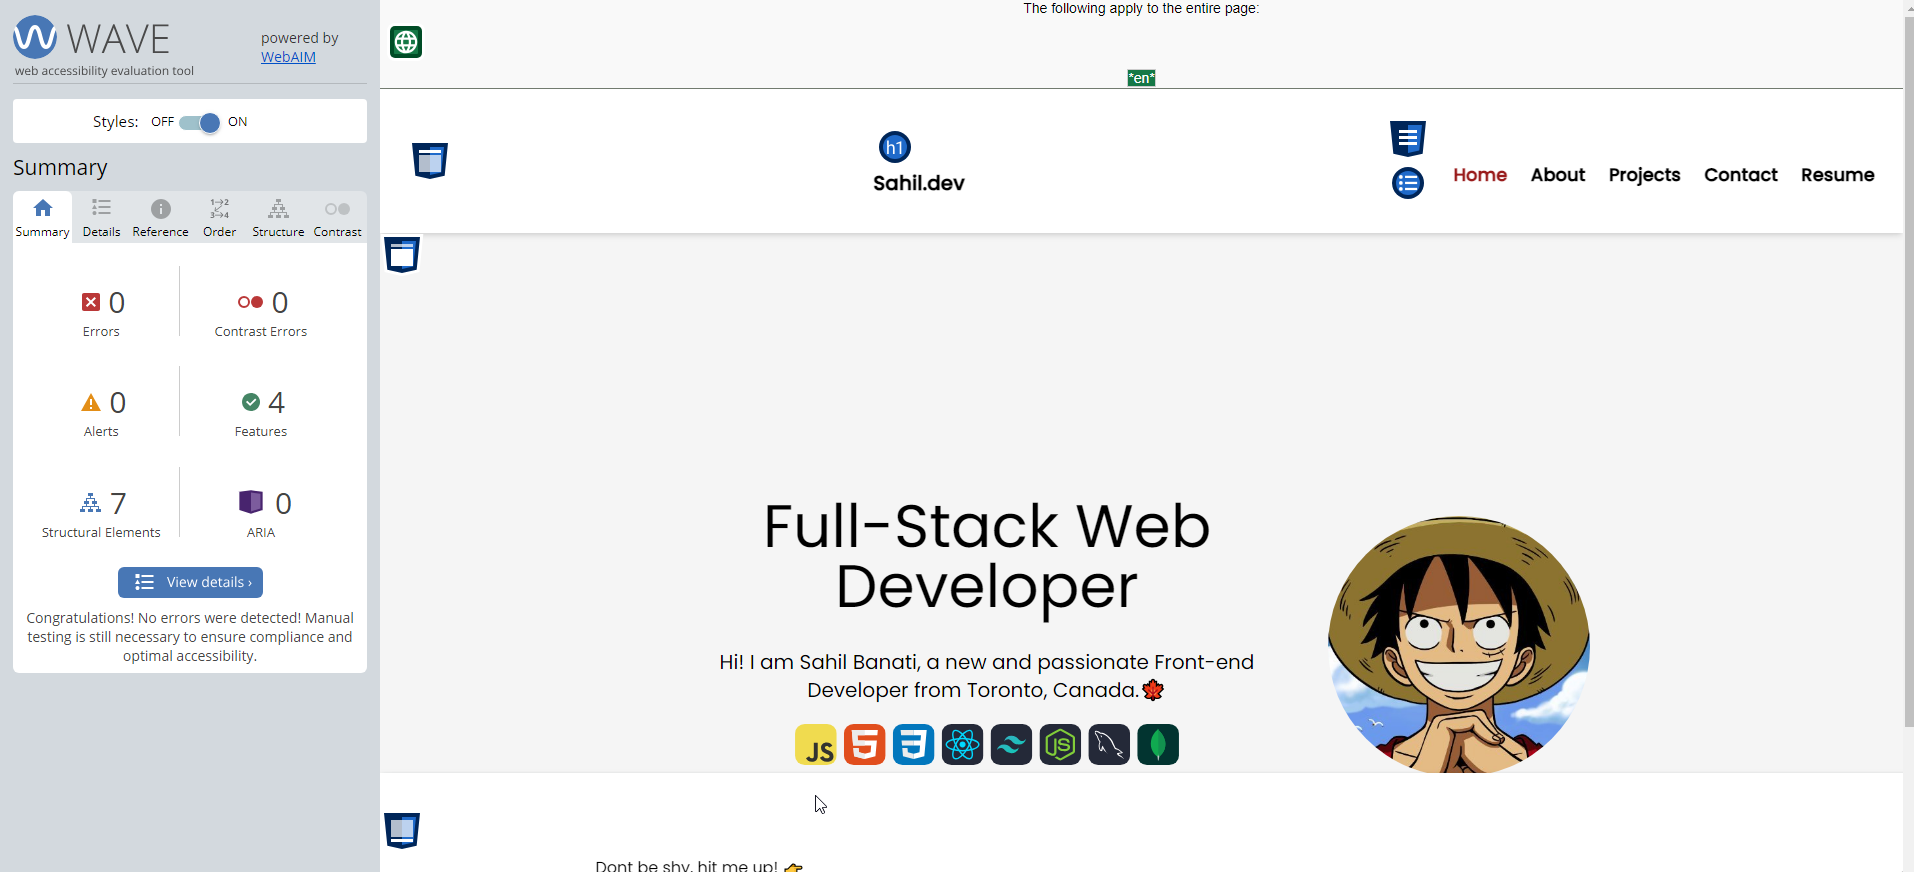 WAVE
web accessibility evaluation tool
powered by
WebAIM
Styles: OFF ON
Summary
Summary Details Reference Order Structure Contrast
0
Errors
0
Contrast Errors
0
Alerts
4
Features
7
Structural Elements
0
ARIA
View details ›
Congratulations! No errors were detected! Manual
testing is still necessary to ensure compliance and
optimal accessibility.
The following apply to the entire page:
*en*
h1
Sahil.dev
Home About Projects Contact Resume
Full-Stack Web
Developer
Hi! I am Sahil Banati, a new and passionate Front-end
Developer from Toronto, Canada.🍁
JS
Dont be shy, hit me up! 👉